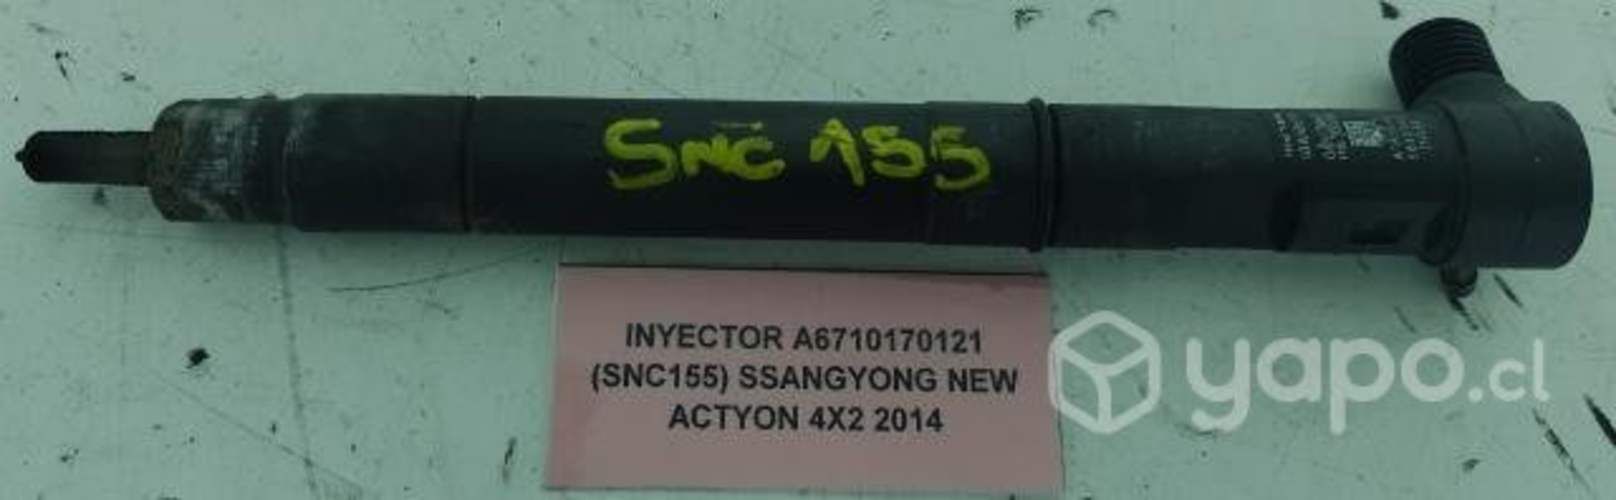 SNC 155
INYECTOR A6710170121
(SNC155) SSANGYONG NEW
ACTYON 4X2 2014
yapo.cl